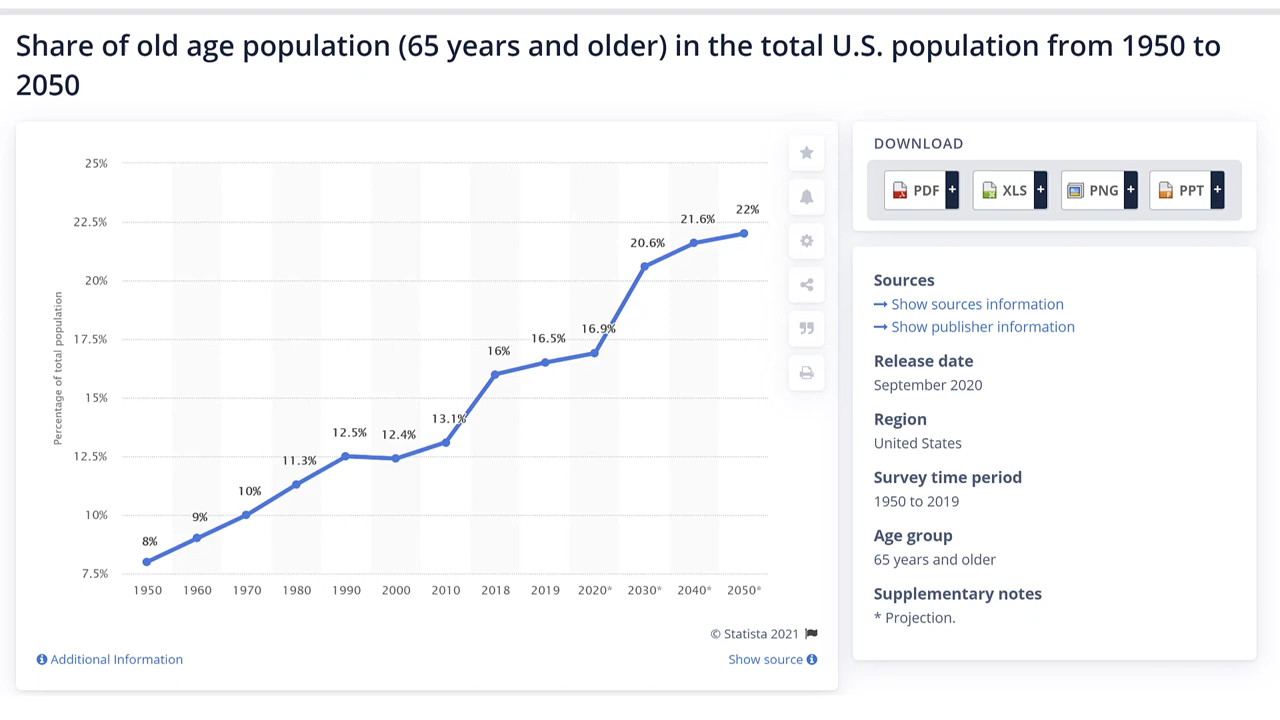 Share of old age population (65 years and older) in the total U.S. population from 1950 to
2050
25%
22.5%
20%
17.5%
15%
12.5%
10%
7.5%
Percentage of total population
8%
9%
10%
11.3%
12.5%
12.4%
13.1%
16%
16.5%
16.9%
20.6%
21.6%
22%
1950 1960 1970 1980 1990 2000 2010 2018 2019 2020* 2030* 2040* 2050*
© Statista 2021
Additional Information
Show source
DOWNLOAD
PDF + XLS + PNG + PPT +
Sources
→ Show sources information
→ Show publisher information
Release date
September 2020
Region
United States
Survey time period
1950 to 2019
Age group
65 years and older
Supplementary notes
* Projection.